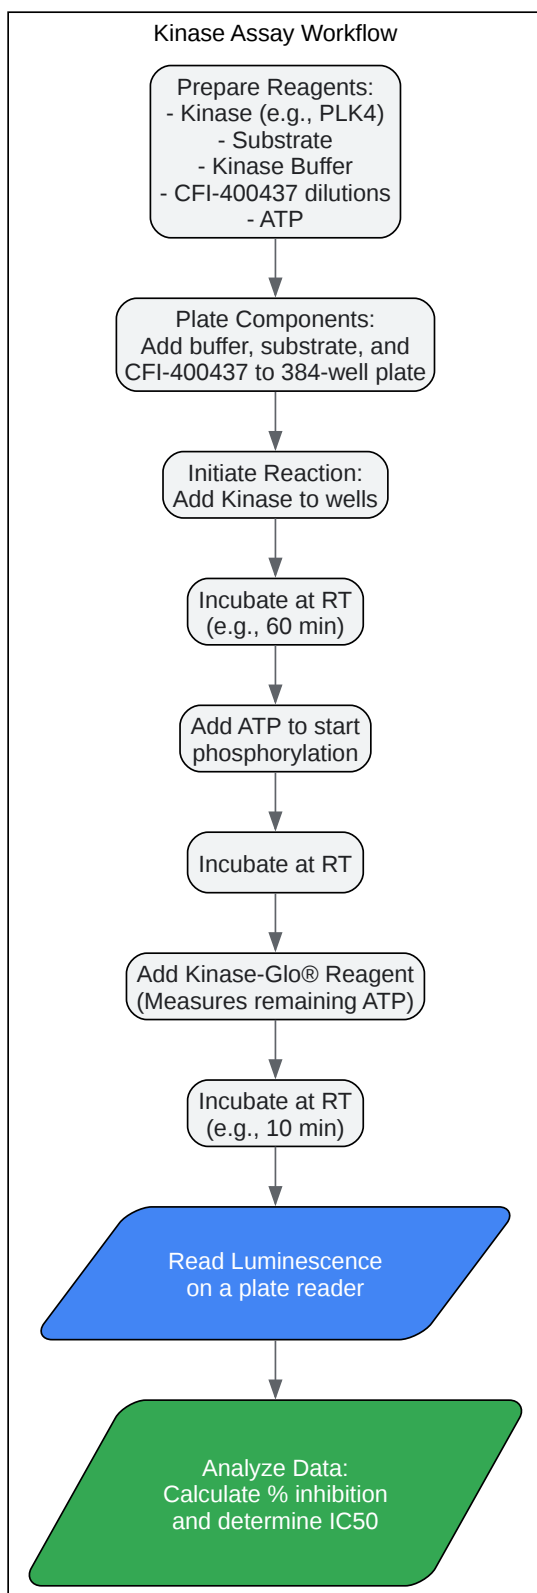 Kinase Assay Workflow
Prepare Reagents:
- Kinase (e.g., PLK4)
- Substrate
- Kinase Buffer
- CFI-400437 dilutions
- ATP
Plate Components:
Add buffer, substrate, and
CFI-400437 to 384-well plate
Initiate Reaction:
Add Kinase to wells
Incubate at RT
(e.g., 60 min)
Add ATP to start
phosphorylation
Incubate at RT
Add Kinase-Glo® Reagent
(Measures remaining ATP)
Incubate at RT
(e.g., 10 min)
Read Luminescence
on a plate reader
Analyze Data:
Calculate % inhibition
and determine IC50